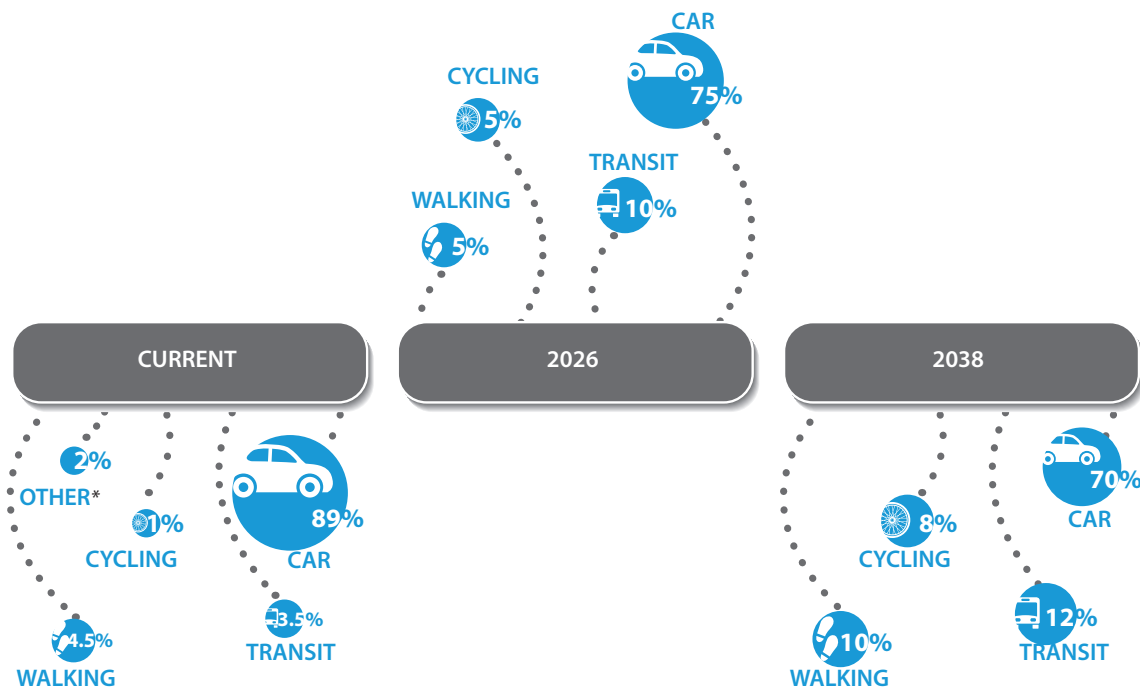 CAR
75%
CYCLING
5%
TRANSIT
10%
WALKING
5%
CURRENT
2026
2038
2%
OTHER*
1%
CYCLING
89%
CAR
3.5%
TRANSIT
4.5%
WALKING
70%
CAR
8%
CYCLING
12%
TRANSIT
10%
WALKING